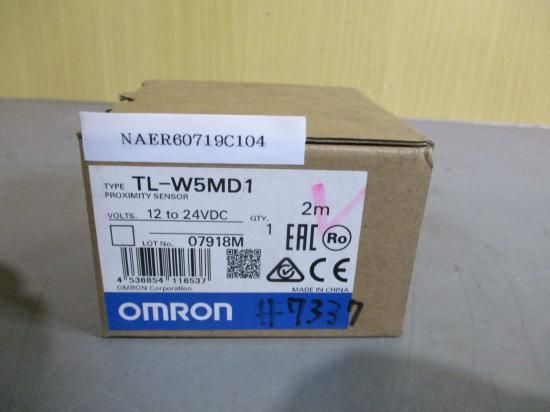 NAER60719C104
TYPE TL-W5MD1
PROXIMITY SENSOR
2m
VOLTS. 12 to 24VDC QTY. 1
LOT No. 07918M
EAC Ro
CE
4 536854 116537
OMRON Corporation
MADE IN CHINA
OMRON
#7337